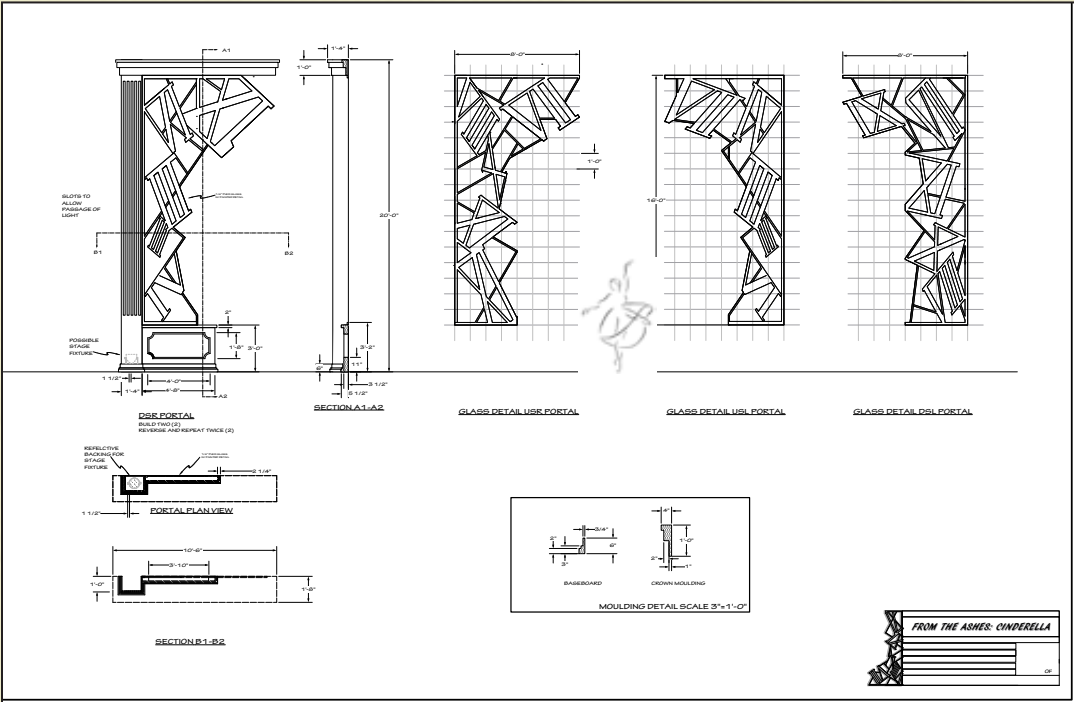 A1
1'-4"
1'-0"
8'-0"
8'-0"
1'-0"
SLOTS TO
ALLOW
PASSAGE OF
LIGHT
20'-0"
16'-0"
B1
B2
2"
POSSIBLE
STAGE
FIXTURE
1'-8"
3'-0"
3'-2"
6"
11"
1 1/2"
4'-0"
3 1/2"
1'-4"
4'-8"
A2
5 1/2"
SECTION A1-A2
DSR PORTAL
BUILD TWO (2)
REVERSE AND REPEAT TWICE (2)
GLASS DETAIL USR PORTAL
GLASS DETAIL USL PORTAL
GLASS DETAIL DSL PORTAL
REFELCTIVE
BACKING FOR
STAGE
FIXTURE
2 1/4"
1 1/2"
PORTAL PLAN VIEW
10'-6"
3'-10"
1'-0"
1'-8"
SECTION B1-B2
3/4"
2"
6"
3"
BASEBOARD
4"
1'-0"
2"
1"
CROWN MOULDING
MOULDING DETAIL SCALE 3"=1'-0"
FROM THE ASHES: CINDERELLA
OF